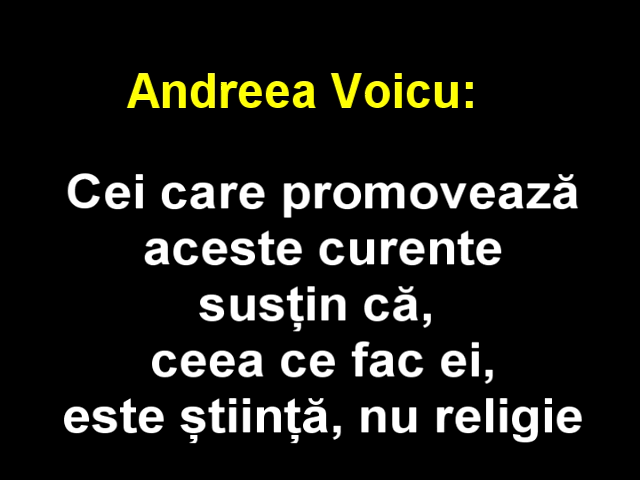 Andreea Voicu:
Cei care promovează
aceste curente
susțin că,
ceea ce fac ei,
este știință, nu religie